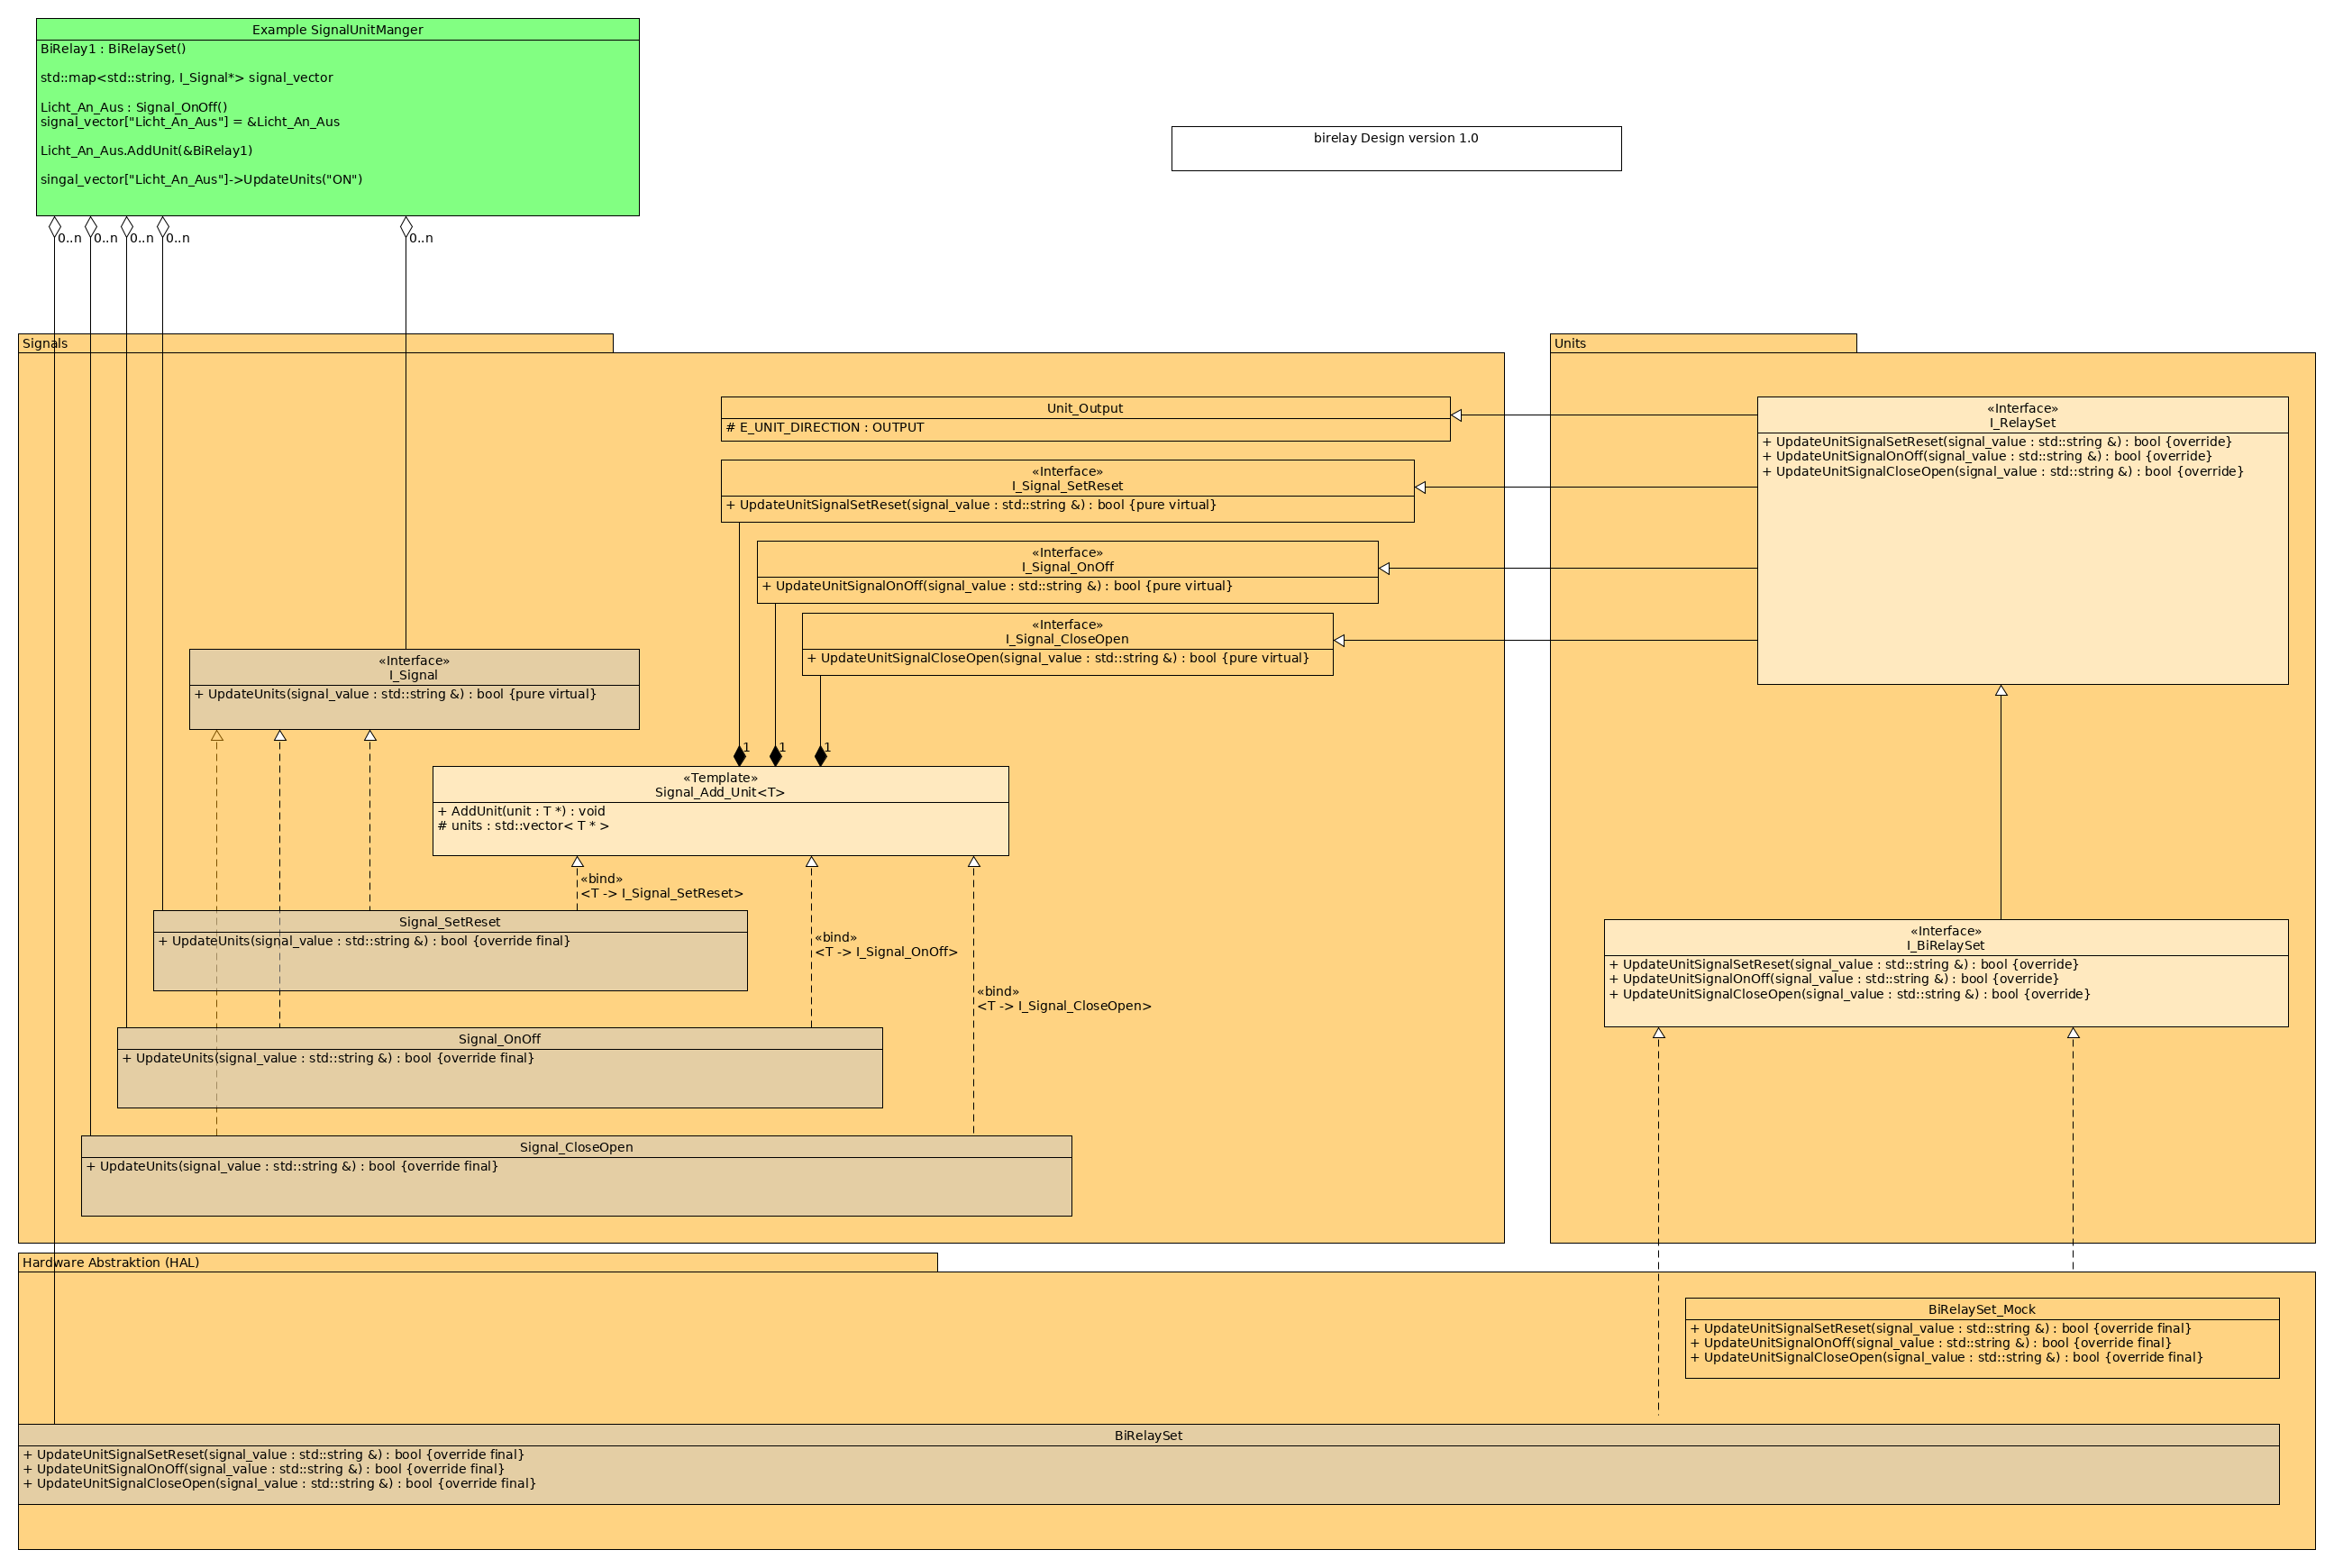 Example SignalUnitManger
BiRelay1 : BiRelaySet()
std::map<std::string, I_Signal*> signal_vector
Licht_An_Aus : Signal_OnOff()
signal_vector["Licht_An_Aus"] = &Licht_An_Aus
Licht_An_Aus.AddUnit(&BiRelay1)
singal_vector["Licht_An_Aus"]->UpdateUnits("ON")
birelay Design version 1.0
0..n
0..n
0..n
0..n
0..n
Signals
Unit_Output
# E_UNIT_DIRECTION : OUTPUT
«Interface»
I_Signal_SetReset
+ UpdateUnitSignalSetReset(signal_value : std::string &) : bool {pure virtual}
«Interface»
I_Signal_OnOff
+ UpdateUnitSignalOnOff(signal_value : std::string &) : bool {pure virtual}
«Interface»
I_Signal_CloseOpen
+ UpdateUnitSignalCloseOpen(signal_value : std::string &) : bool {pure virtual}
«Interface»
I_Signal
+ UpdateUnits(signal_value : std::string &) : bool {pure virtual}
1
1
1
«Template»
Signal_Add_Unit<T>
+ AddUnit(unit : T *) : void
# units : std::vector< T * >
«bind»
<T -> I_Signal_SetReset>
Signal_SetReset
+ UpdateUnits(signal_value : std::string &) : bool {override final}
«bind»
<T -> I_Signal_OnOff>
«bind»
<T -> I_Signal_CloseOpen>
Signal_OnOff
+ UpdateUnits(signal_value : std::string &) : bool {override final}
Signal_CloseOpen
+ UpdateUnits(signal_value : std::string &) : bool {override final}
Units
«Interface»
I_RelaySet
+ UpdateUnitSignalSetReset(signal_value : std::string &) : bool {override}
+ UpdateUnitSignalOnOff(signal_value : std::string &) : bool {override}
+ UpdateUnitSignalCloseOpen(signal_value : std::string &) : bool {override}
«Interface»
I_BiRelaySet
+ UpdateUnitSignalSetReset(signal_value : std::string &) : bool {override}
+ UpdateUnitSignalOnOff(signal_value : std::string &) : bool {override}
+ UpdateUnitSignalCloseOpen(signal_value : std::string &) : bool {override}
Hardware Abstraktion (HAL)
BiRelaySet_Mock
+ UpdateUnitSignalSetReset(signal_value : std::string &) : bool {override final}
+ UpdateUnitSignalOnOff(signal_value : std::string &) : bool {override final}
+ UpdateUnitSignalCloseOpen(signal_value : std::string &) : bool {override final}
BiRelaySet
+ UpdateUnitSignalSetReset(signal_value : std::string &) : bool {override final}
+ UpdateUnitSignalOnOff(signal_value : std::string &) : bool {override final}
+ UpdateUnitSignalCloseOpen(signal_value : std::string &) : bool {override final}